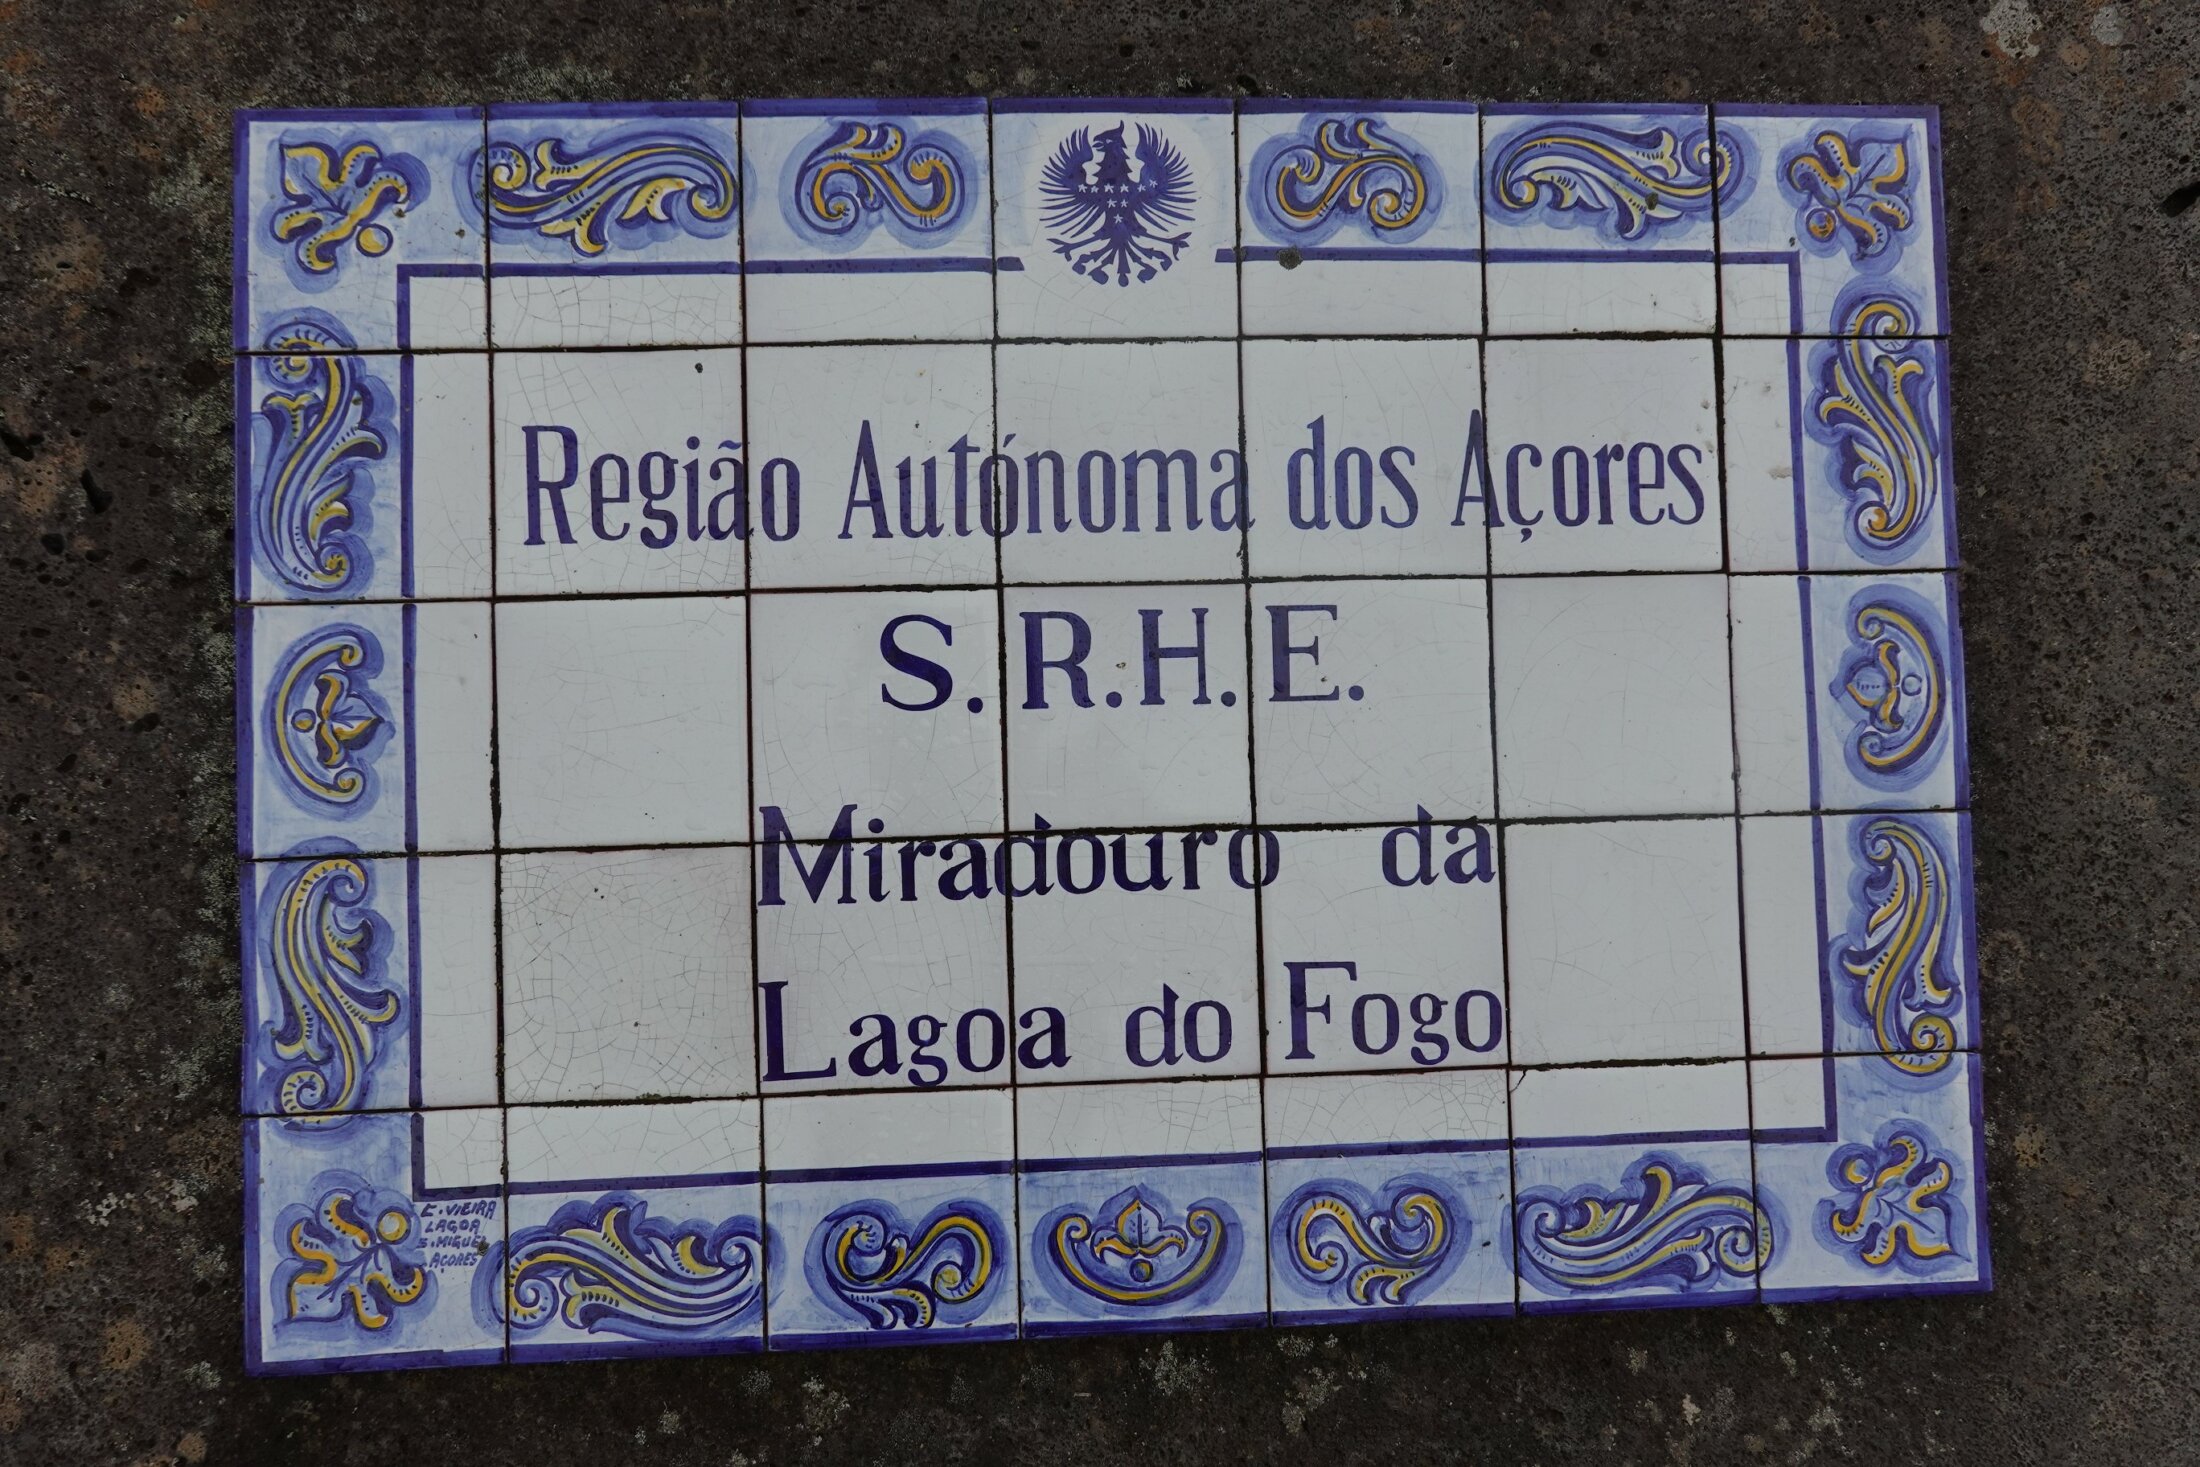 Região Autónoma dos Açores
S.R.H.E.
Miradouro da
Lagoa do Fogo
E.VIEIRA
LAGOA
S.MIGUEL
AÇORES